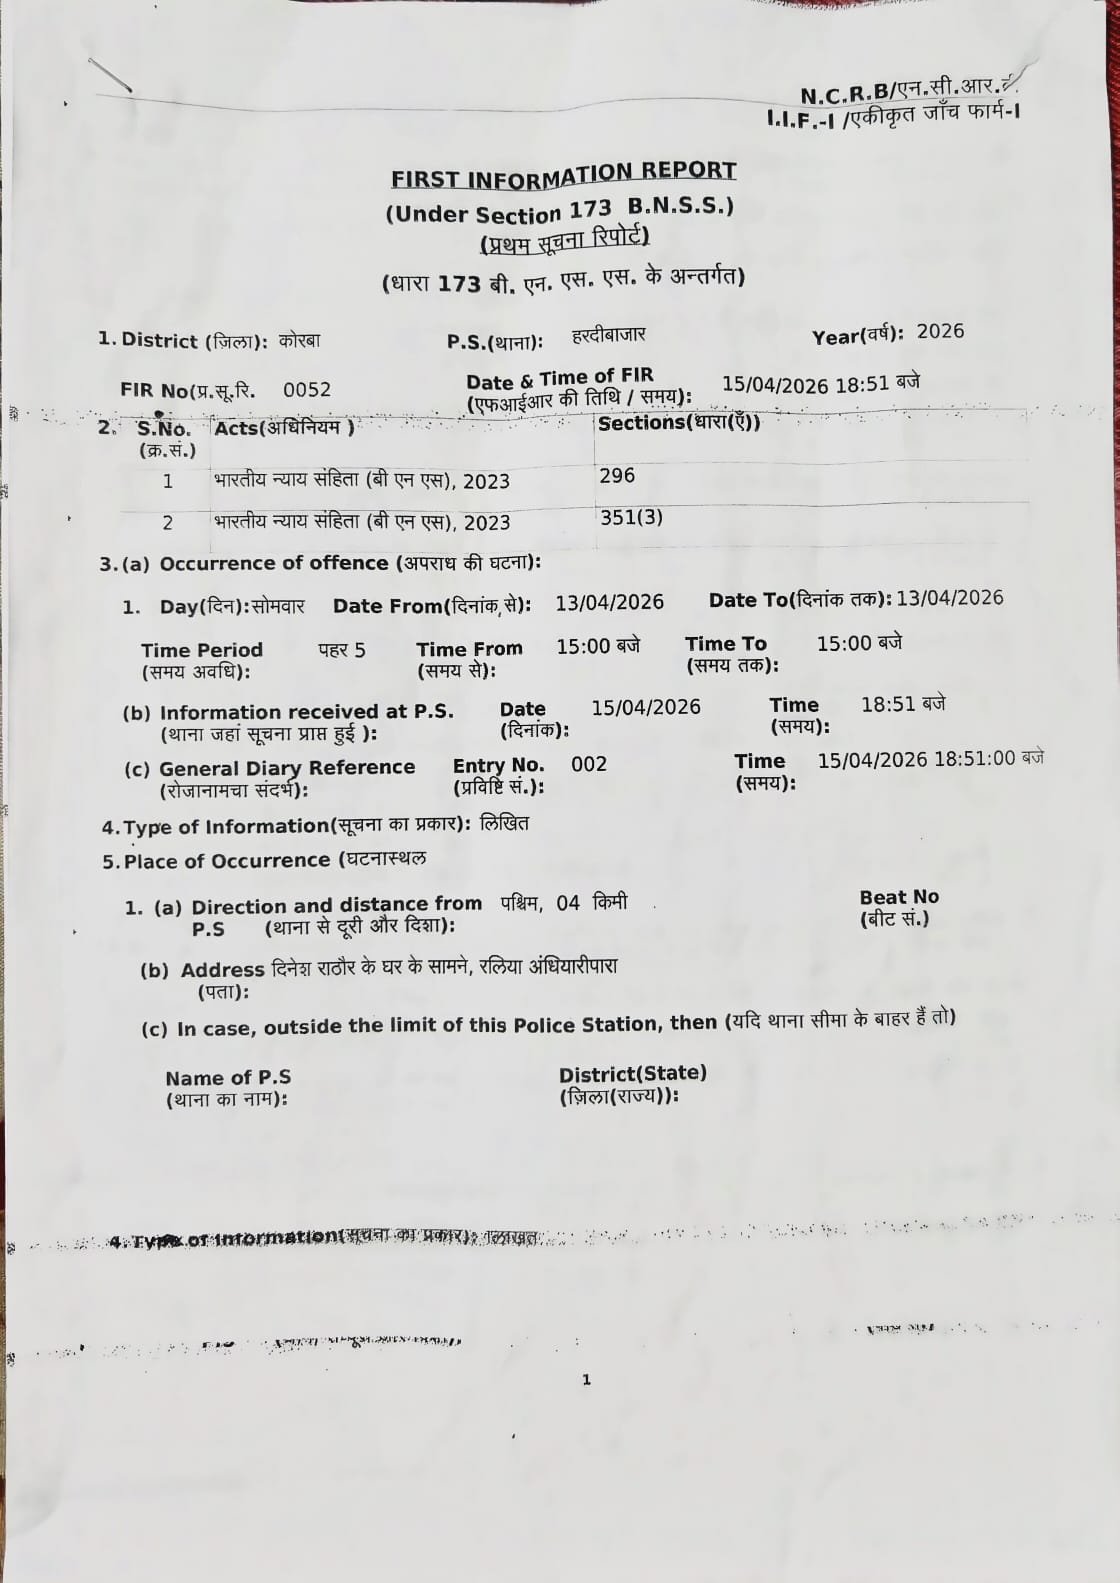 N.C.R.B/एन.सी.आर.
I.I.F.-I /एकीकृत जाँच फार्म-I
FIRST INFORMATION REPORT
(Under Section 173 B.N.S.S.)
(प्रथम सूचना रिपोर्ट)
(धारा 173 बी. एन. एस. एस. के अन्तर्गत)
1. District (ज़िला): कोरबा P.S.(थाना): हरदीबाजार Year(वर्ष): 2026
FIR No(प्र.सू.रि. 0052 Date & Time of FIR 15/04/2026 18:51 बजे
(एफआईआर की तिथि / समय):
2. S.No. Acts(अधिनियम ) Sections(धारा(एँ))
(क्र.सं.)
1 भारतीय न्याय संहिता (बी एन एस), 2023 296
2 भारतीय न्याय संहिता (बी एन एस), 2023 351(3)
3. (a) Occurrence of offence (अपराध की घटना):
1. Day(दिन): सोमवार Date From(दिनांक से): 13/04/2026 Date To(दिनांक तक): 13/04/2026
Time Period पहर 5 Time From 15:00 बजे Time To 15:00 बजे
(समय अवधि): (समय से): (समय तक):
(b) Information received at P.S. Date 15/04/2026 Time 18:51 बजे
(थाना जहां सूचना प्राप्त हुई ): (दिनांक): (समय):
(c) General Diary Reference Entry No. 002 Time 15/04/2026 18:51:00 बजे
(रोजानामचा संदर्भ): (प्रविष्टि सं.): (समय):
4. Type of Information(सूचना का प्रकार): लिखित
5. Place of Occurrence (घटनास्थल
1. (a) Direction and distance from पश्चिम, 04 किमी Beat No
P.S (थाना से दूरी और दिशा): (बीट सं.)
(b) Address दिनेश राठौर के घर के सामने, रलिया अंधियारीपारा
(पता):
(c) In case, outside the limit of this Police Station, then (यदि थाना सीमा के बाहर हैं तो)
Name of P.S District(State)
(थाना का नाम): (ज़िला(राज्य)):
4. Type of Information(सूचना का प्रकार):
1